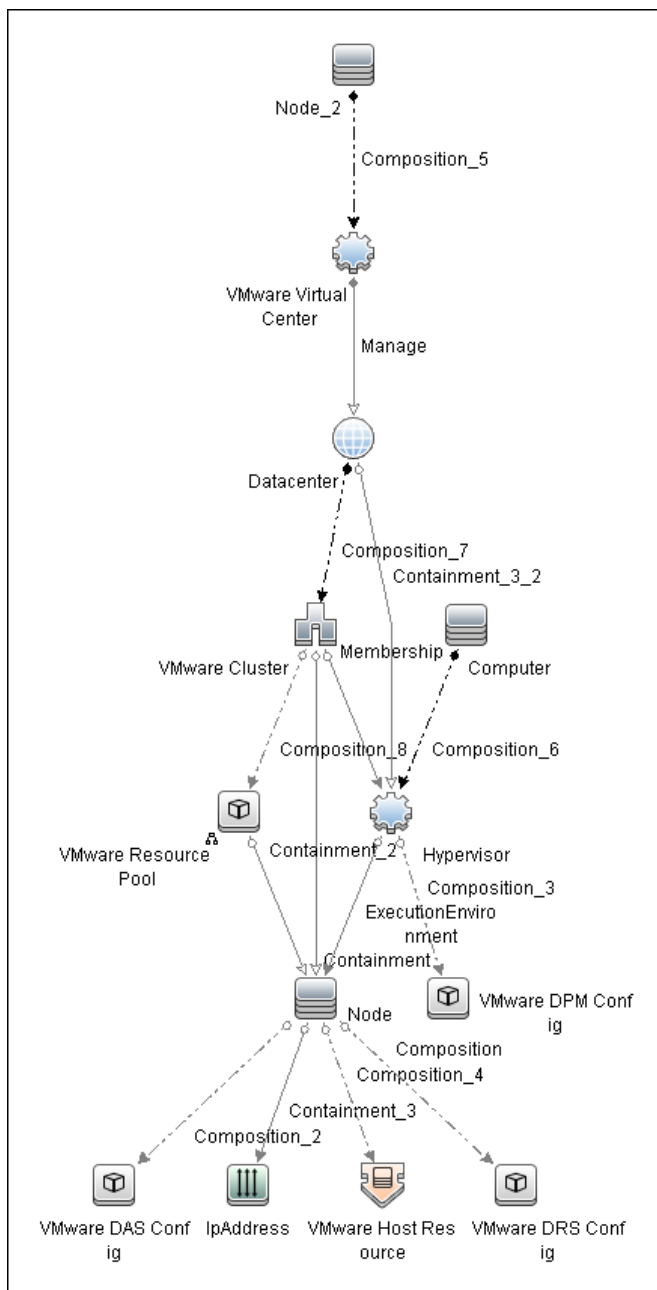 Node_2
Composition_5
VMware Virtual
Center
Manage
Datacenter
Composition_7
Containment_3_2
Membership
VMware Cluster
Computer
Composition_8
Composition_6
VMware Resource
Pool
Containment_2
Hypervisor
Composition_3
ExecutionEnviro
nment
Containment
Node
VMware DPM Conf
ig
Composition
Composition_4
Containment_3
Composition_2
VMware DAS Conf
ig
IpAddress
VMware Host Res
ource
VMware DRS Conf
ig